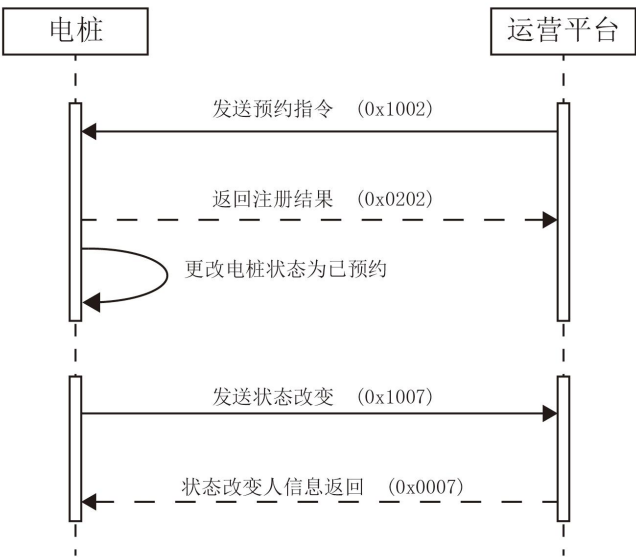 电桩
运营平台
发送预约指令 (0x1002)
返回注册结果 (0x0202)
更改电桩状态为已预约
发送状态改变 (0x1007)
状态改变人信息返回 (0x0007)